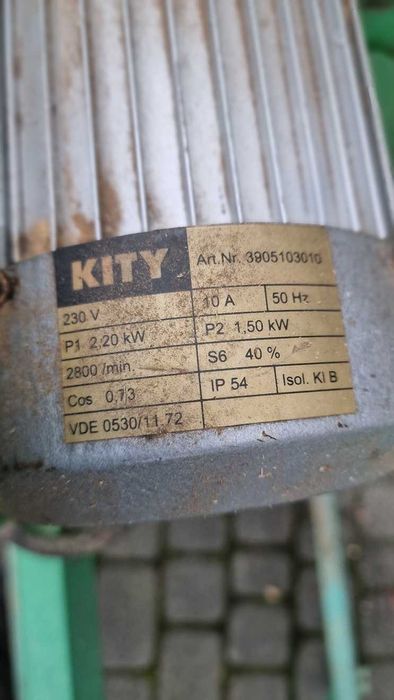 KITY
Art.Nr. 3905103010
230 V
10 A
50 Hz
P1 2,20 kW
P2 1,50 kW
2800 /min.
S6 40 %
Cos 0,73
IP 54
Isol. Kl B
VDE 0530/11.72